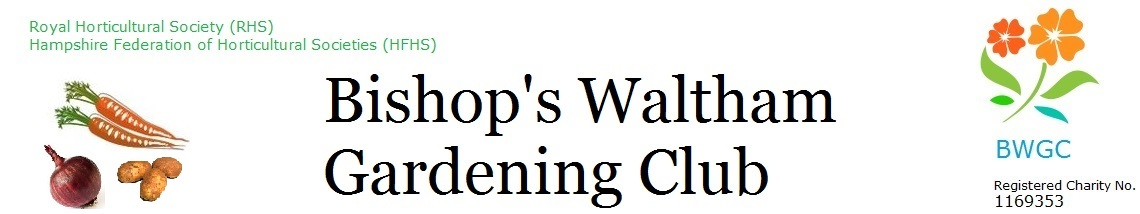 Royal Horticultural Society (RHS)
Hampshire Federation of Horticultural Societies (HFHS)
Bishop's Waltham
Gardening Club
BWGC
Registered Charity No.
1169353